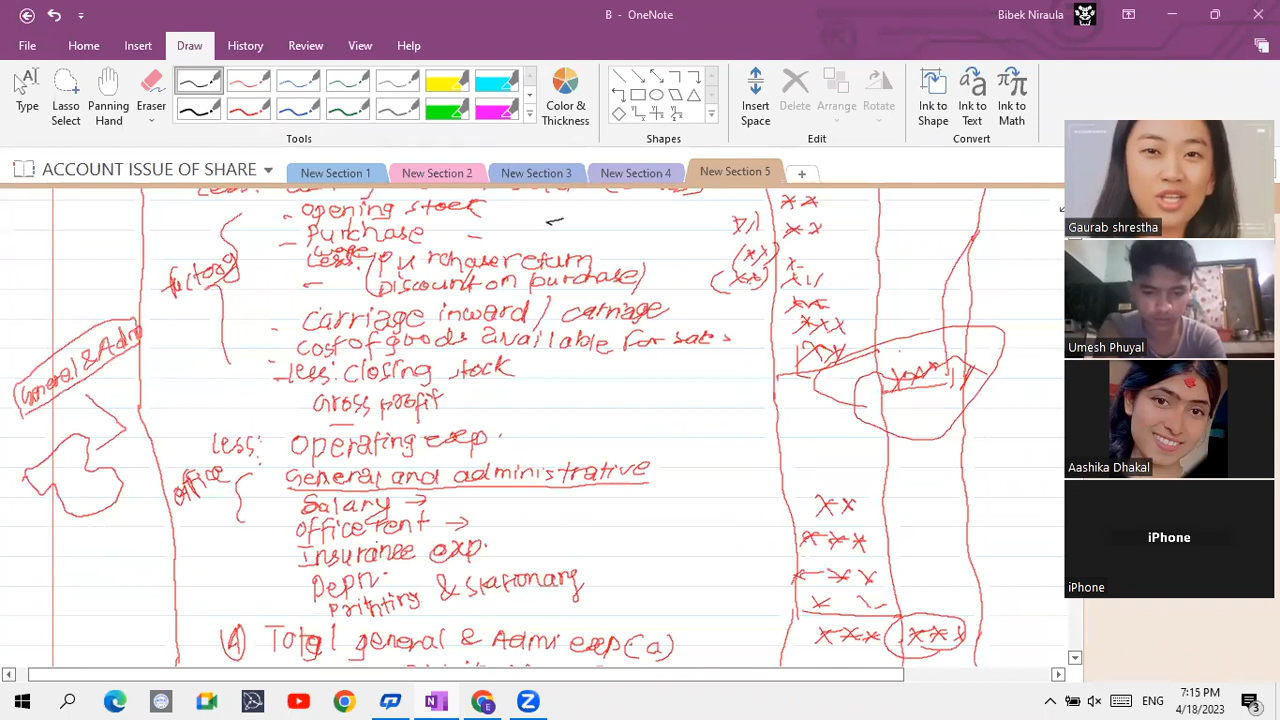 B - OneNote
Bibek Niraula
File Home Insert Draw History Review View Help
Type
Lasso Select
Panning Hand
Eraser
Color & Thickness
Insert Space
Delete
Arrange
Rotate
Ink to Shape
Ink to Text
Ink to Math
Tools
Shapes
Edit
Convert
ACCOUNT ISSUE OF SHARE
New Section 1
New Section 2
New Section 3
New Section 4
New Section 5
opening stock
Purchase
wage
Less: (Purchase return
Discount on purchase)
factory
carriage inward / carriage
cost of goods available for
- less: closing stock
Gross profit
General & Adm
less: operating exp.
office
General and administrative
Salary →
office rent →
Insurance exp.
Depn.
printing & stationary
(A) Total general & Admi exp(a)
Gaurab shrestha
Umesh Phuyal
Aashika Dhakal
iPhone
iPhone
ENG
7:15 PM
4/18/2023
3